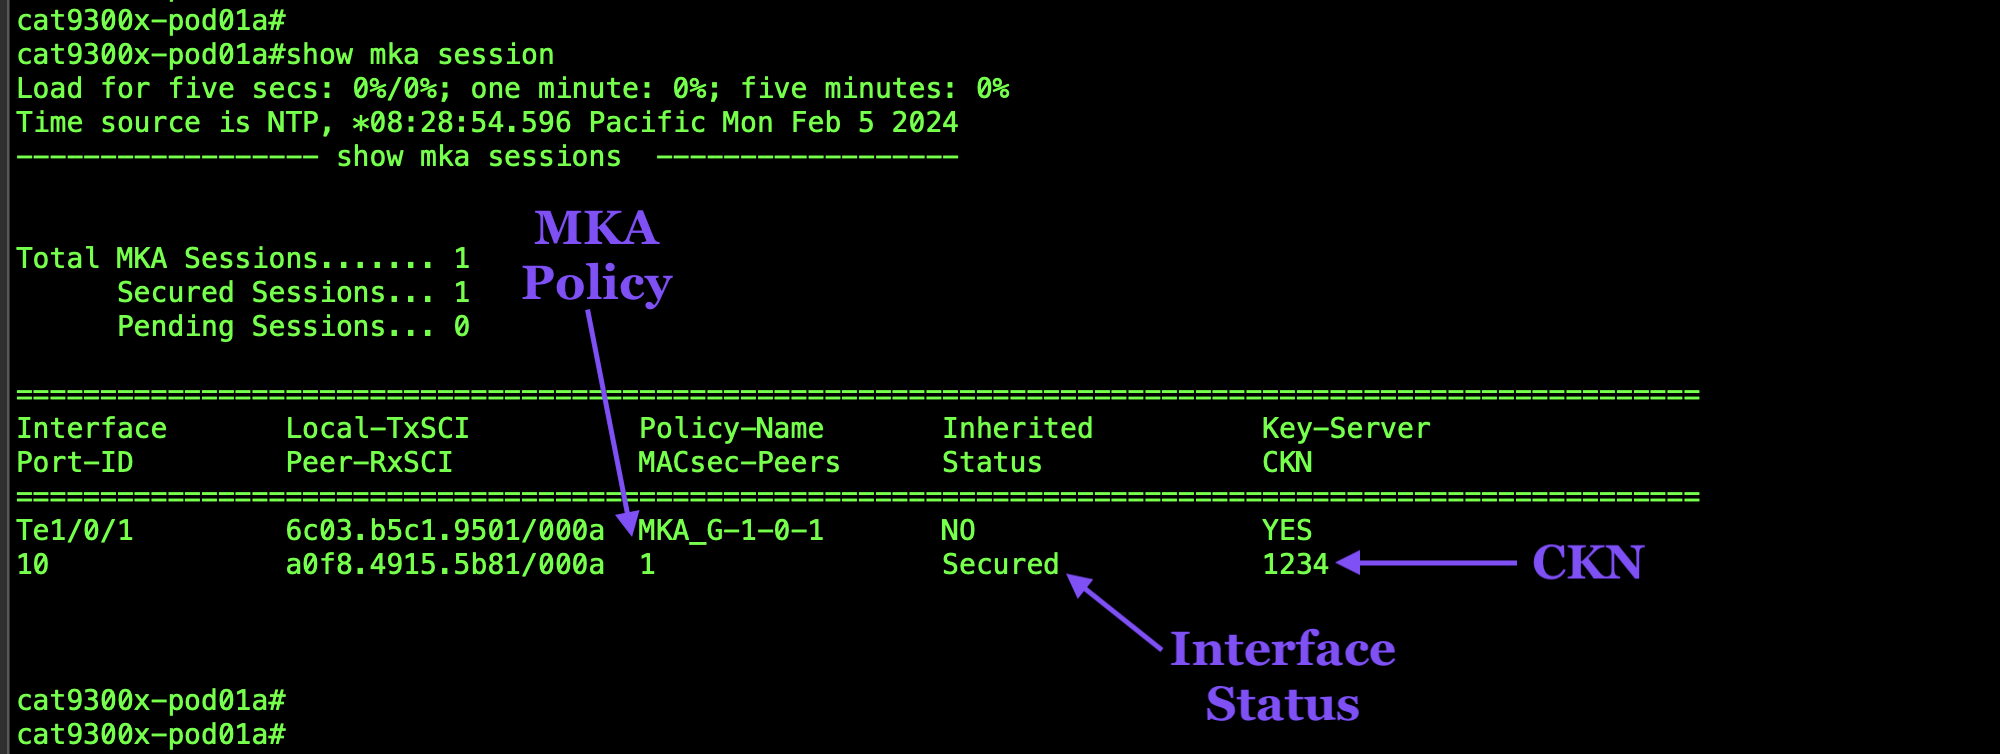 cat9300x-pod01a#
cat9300x-pod01a#show mka session
Load for five secs: 0%/0%; one minute: 0%; five minutes: 0%
Time source is NTP, *08:28:54.596 Pacific Mon Feb 5 2024
------------------ show mka sessions  ------------------
MKA
Policy
Total MKA Sessions....... 1
      Secured Sessions... 1
      Pending Sessions... 0
====================================================================================================
Interface       Local-TxSCI          Policy-Name       Inherited          Key-Server
Port-ID         Peer-RxSCI           MACsec-Peers      Status             CKN
====================================================================================================
Te1/0/1         6c03.b5c1.9501/000a  MKA_G-1-0-1       NO                 YES
10              a0f8.4915.5b81/000a  1                 Secured            1234 CKN
Interface
Status
cat9300x-pod01a#
cat9300x-pod01a#